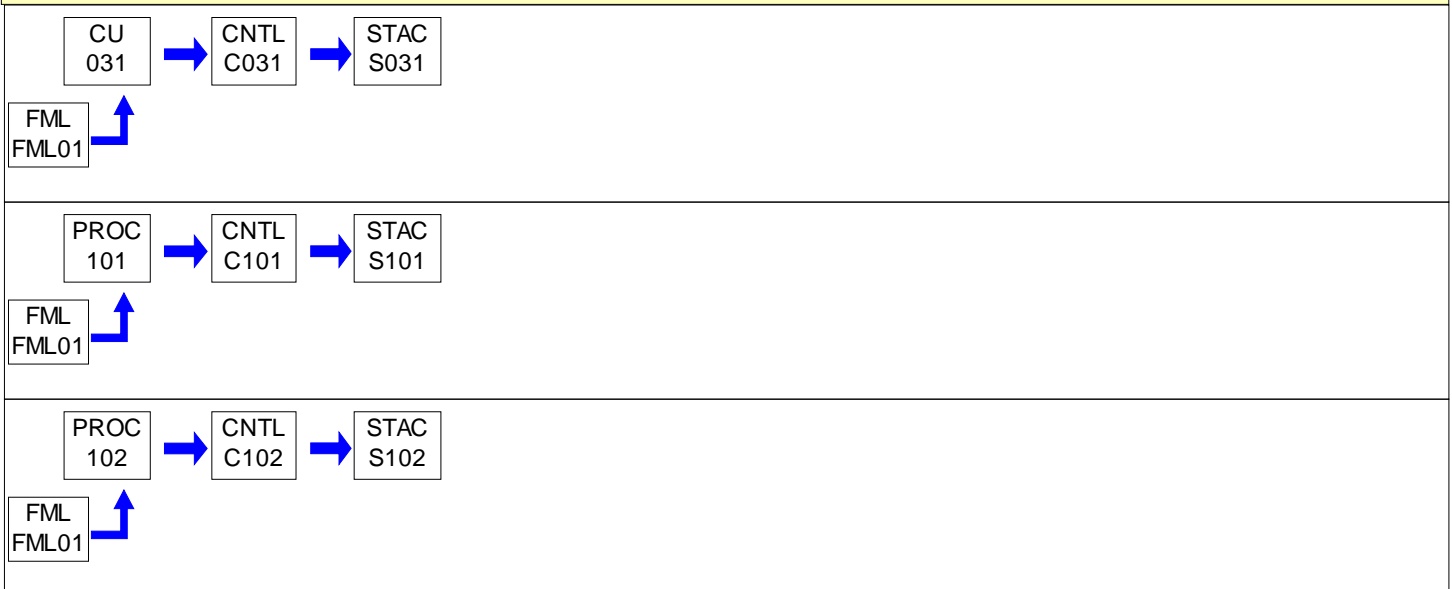 CU
031
CNTL
C031
STAC
S031
FML
FML01
PROC
101
CNTL
C101
STAC
S101
FML
FML01
PROC
102
CNTL
C102
STAC
S102
FML
FML01